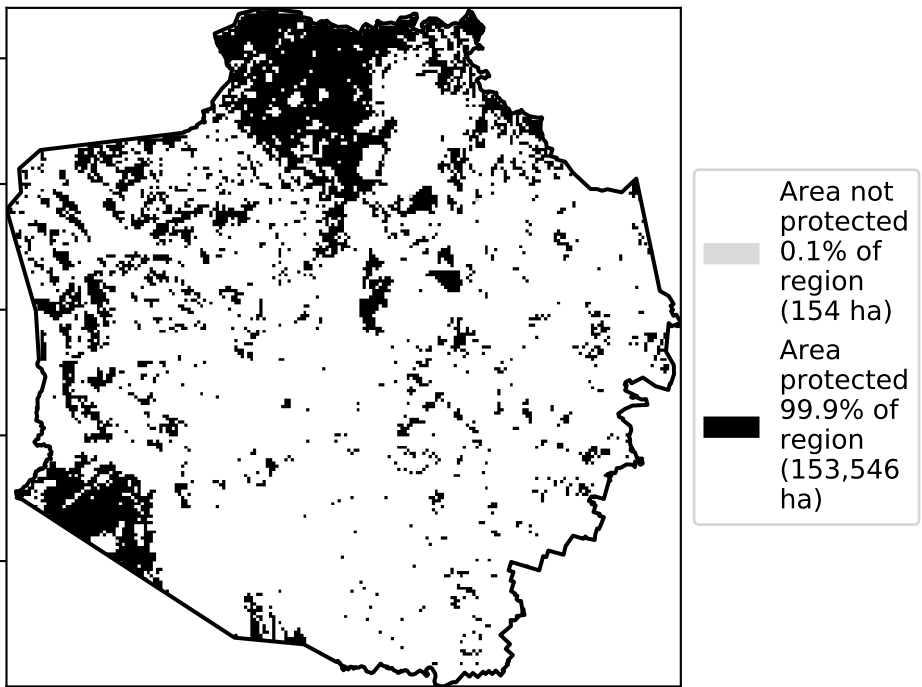 Area not
protected
0.1% of
region
(154 ha)
Area
protected
99.9% of
region
(153,546
ha)